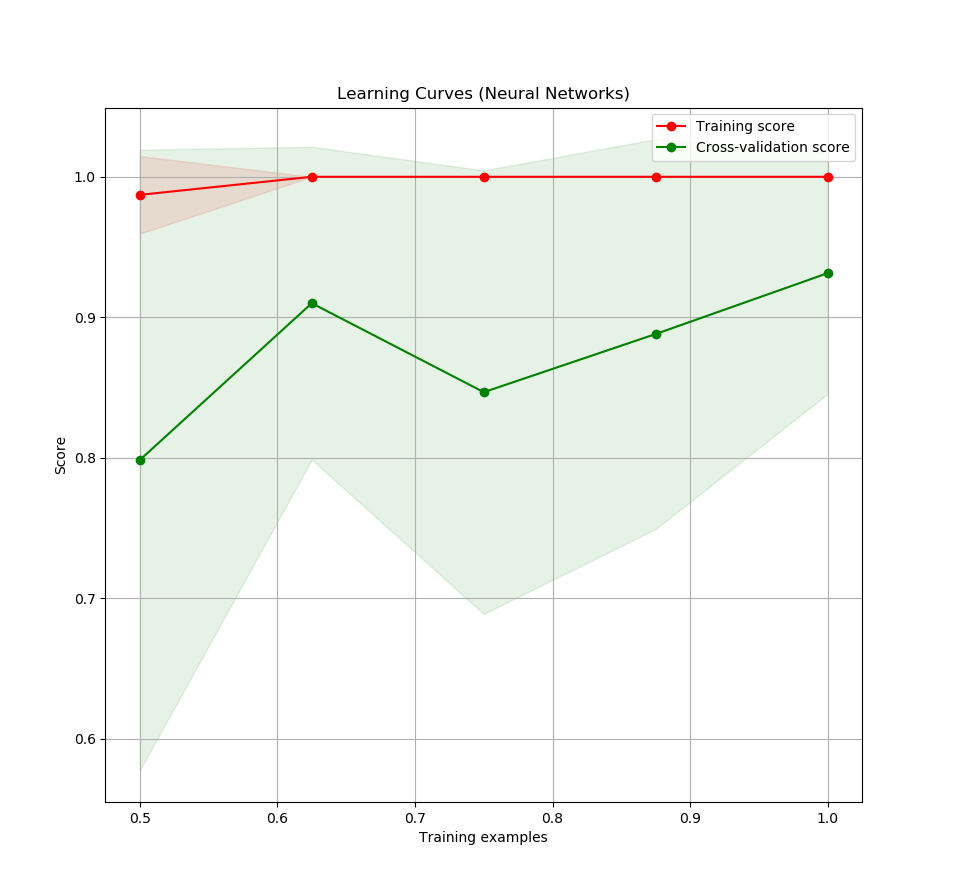 Learning Curves (Neural Networks)
Training score
Cross-validation score
1.0
0.9
0.8
0.7
0.6
Score
0.5 0.6 0.7 0.8 0.9 1.0
Training examples